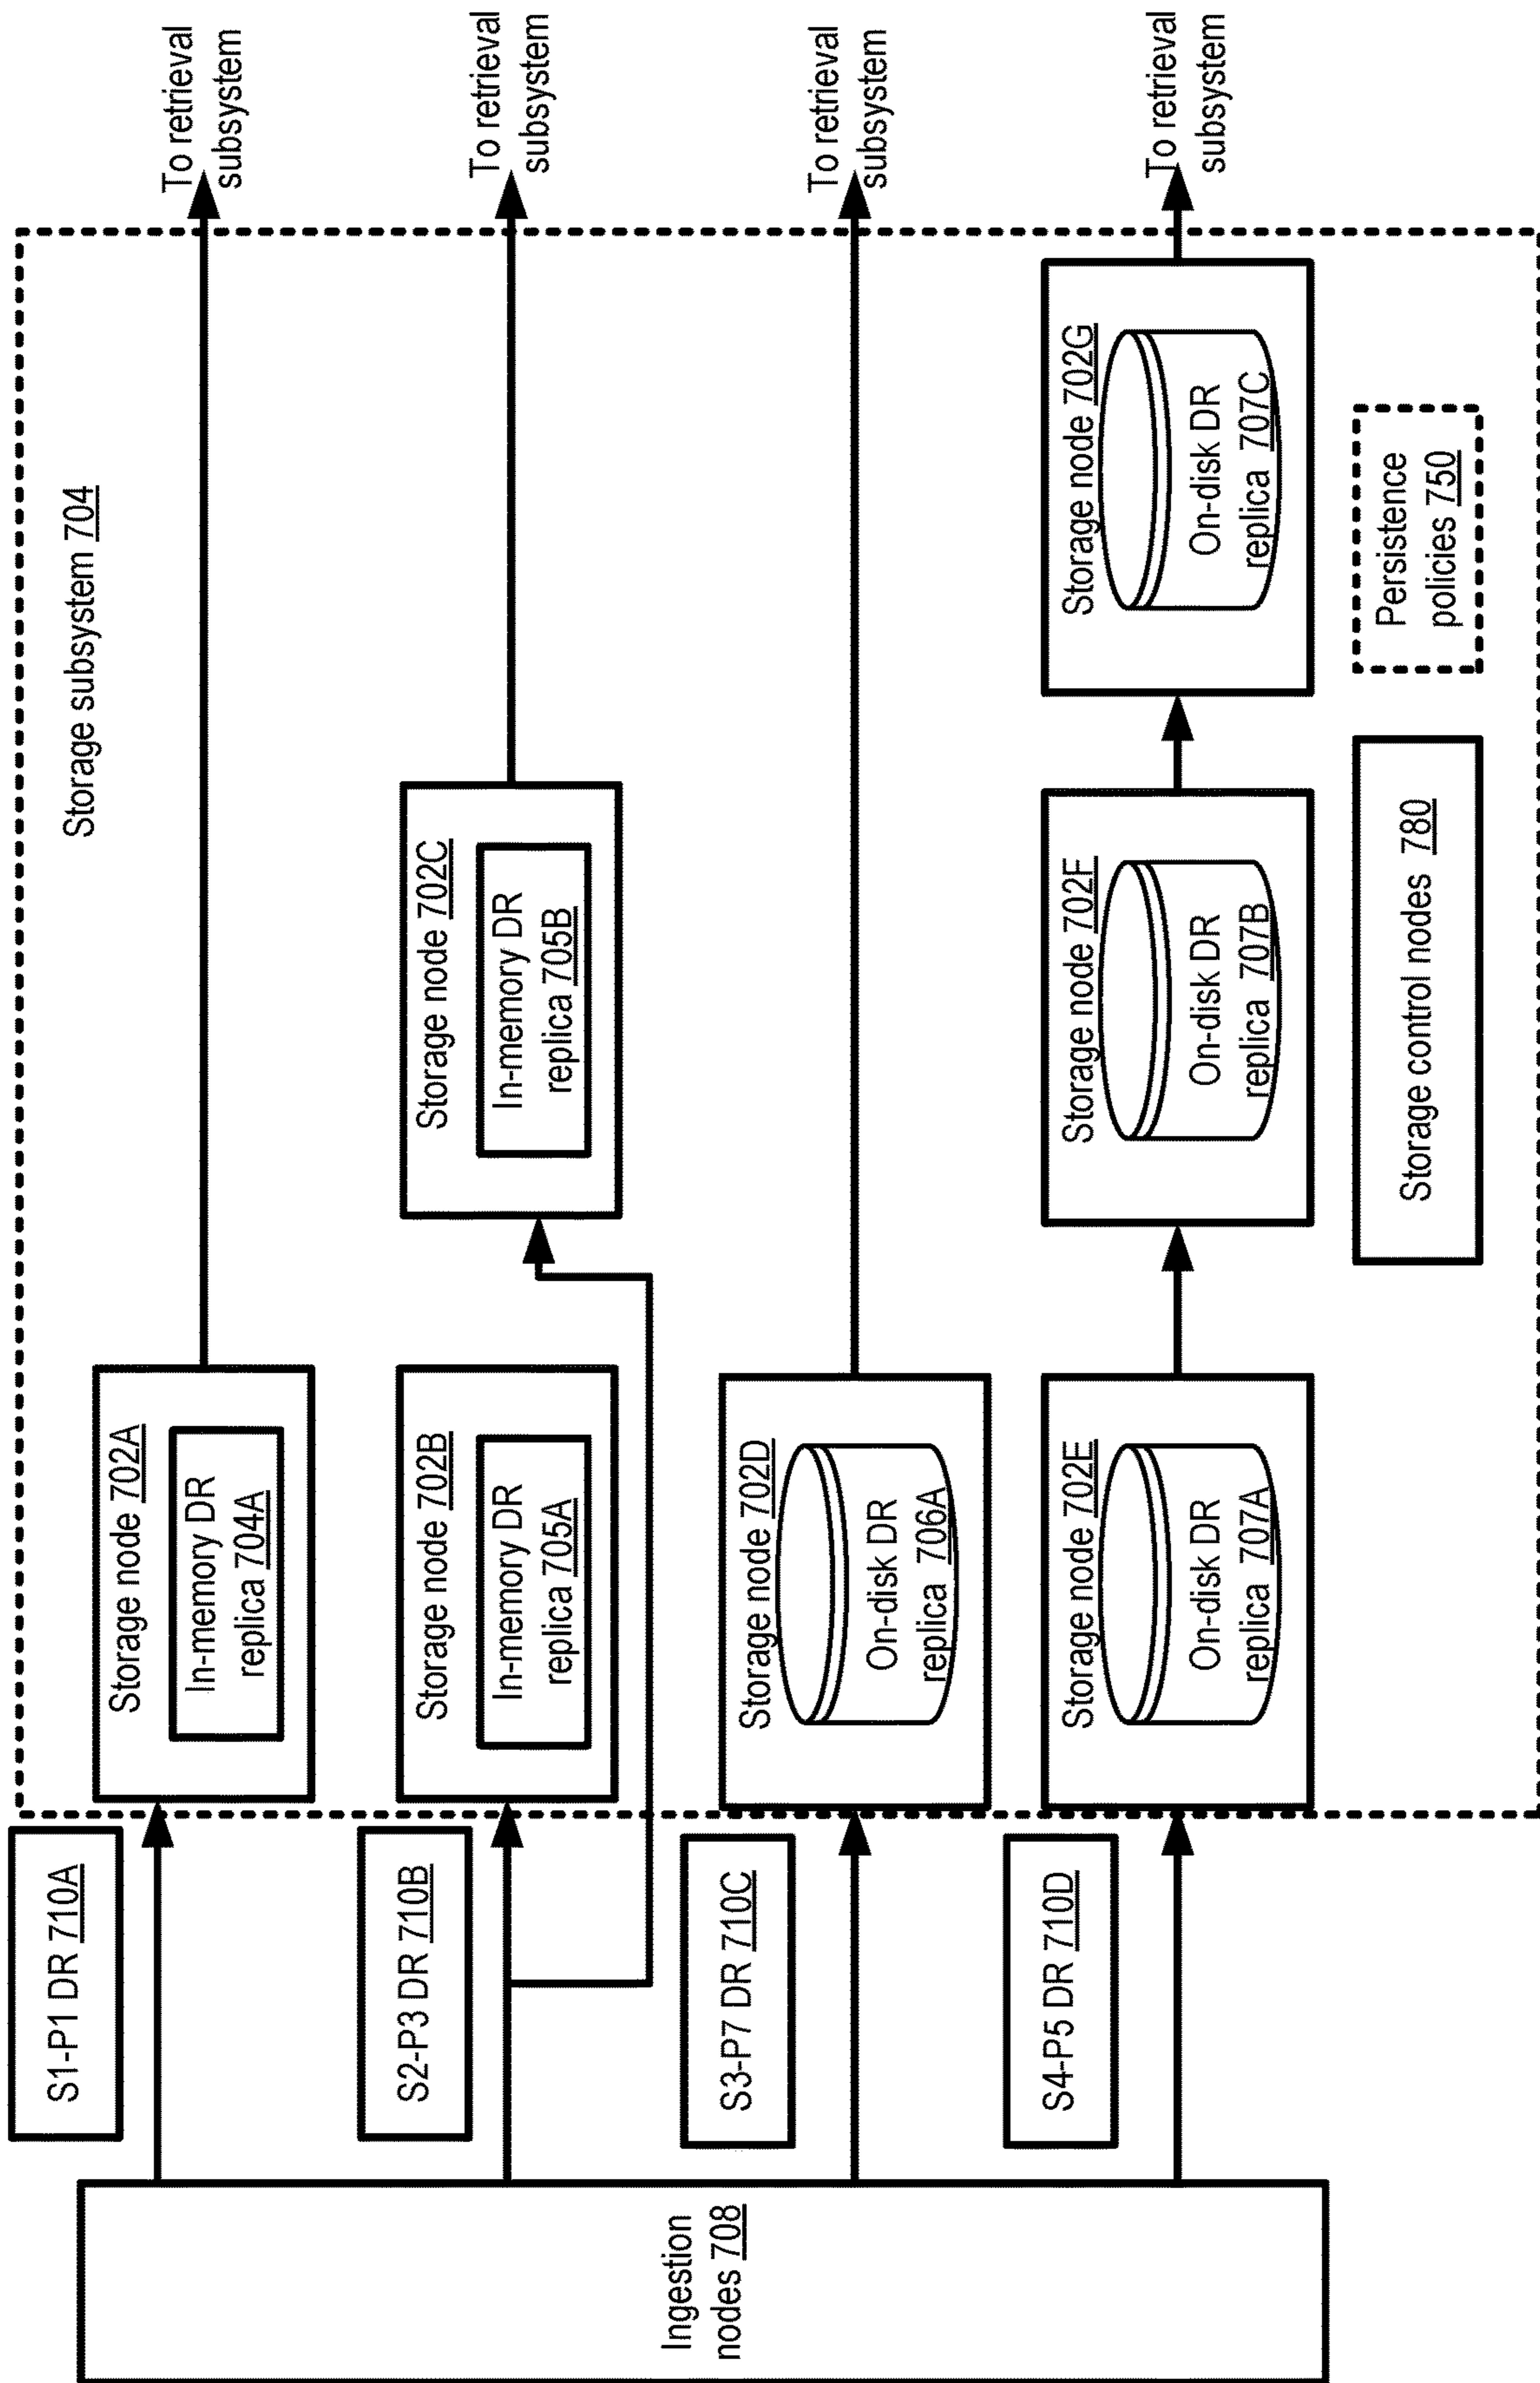 Ingestion
nodes 708
S1-P1 DR 710A
S2-P3 DR 710B
S3-P7 DR 710C
S4-P5 DR 710D
Storage subsystem 704
Storage node 702A
In-memory DR
replica 704A
To retrieval
subsystem
Storage node 702B
In-memory DR
replica 705A
Storage node 702C
In-memory DR
replica 705B
To retrieval
subsystem
Storage node 702D
On-disk DR
replica 706A
To retrieval
subsystem
Storage node 702E
On-disk DR
replica 707A
Storage node 702F
On-disk DR
replica 707B
Storage node 702G
On-disk DR
replica 707C
To retrieval
subsystem
Storage control nodes 780
Persistence
policies 750